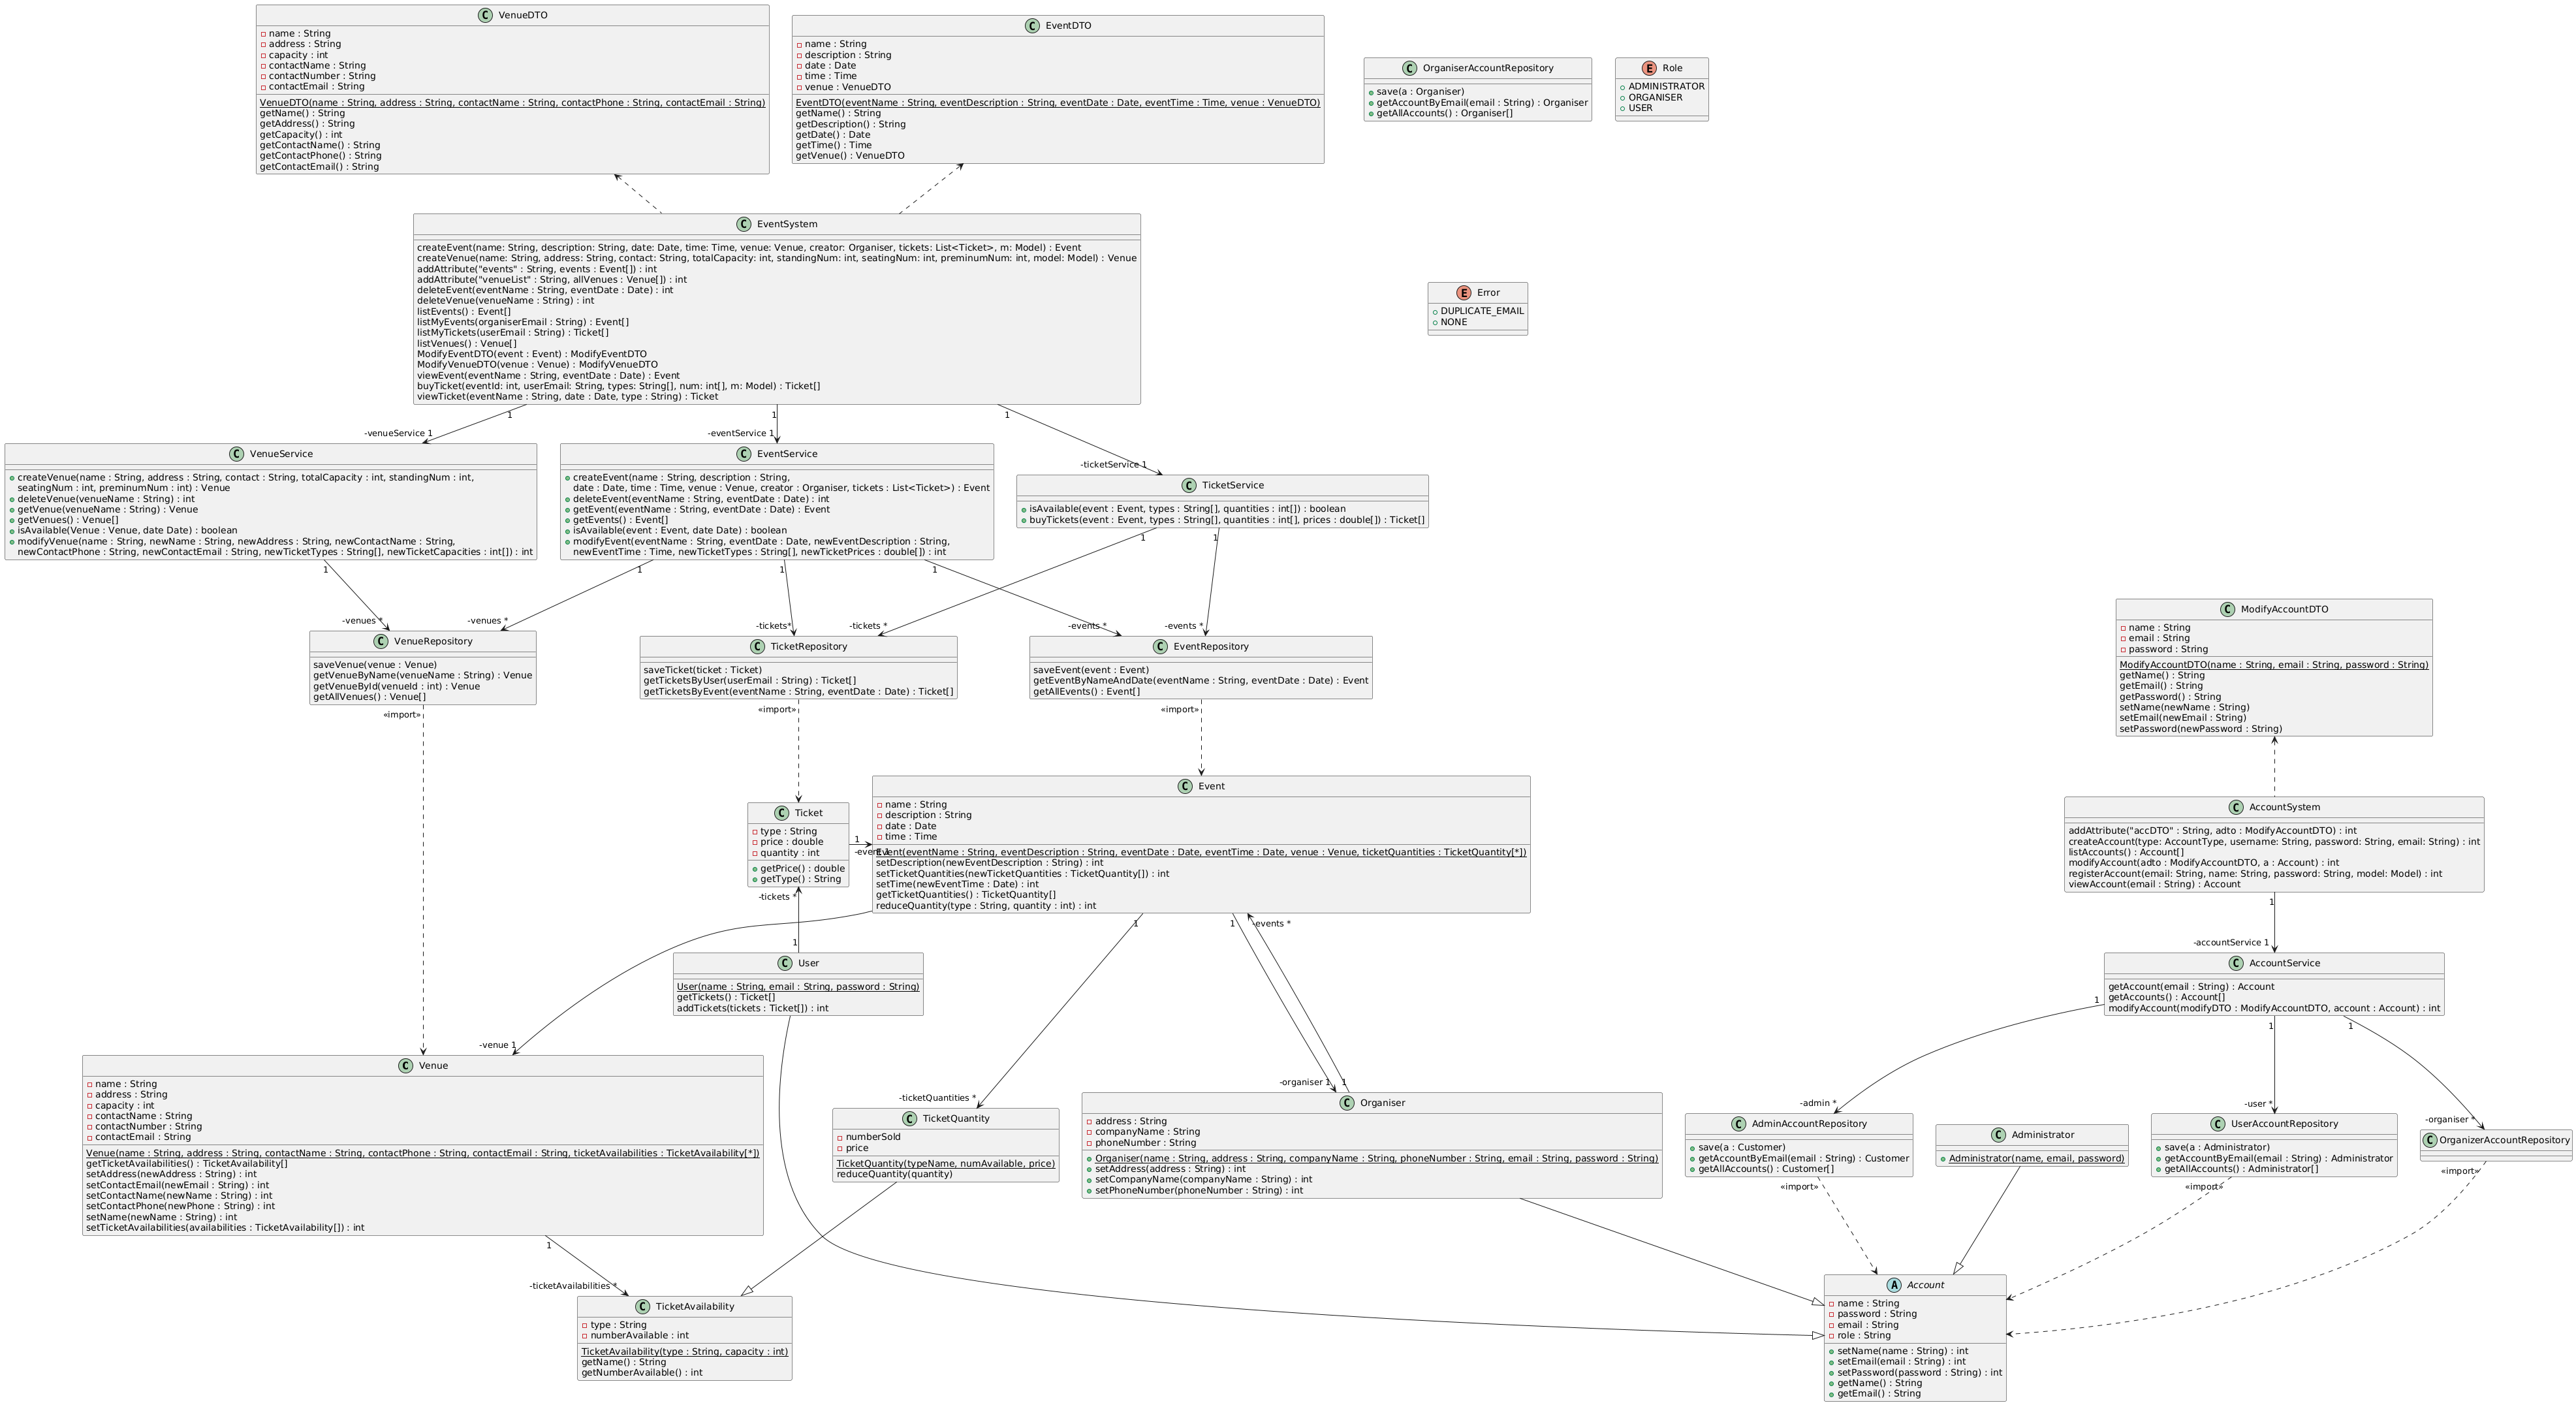 VenueDTO
name : String
address : String
capacity : int
contactName : String
contactNumber : String
contactEmail : String
VenueDTO(name : String, address : String, contactName : String, contactPhone : String, contactEmail : String)
getName() : String
getAddress() : String
getCapacity() : int
getContactName() : String
getContactPhone() : String
getContactEmail() : String
EventDTO
name : String
description : String
date : Date
time : Time
venue : VenueDTO
EventDTO(eventName : String, eventDescription : String, eventDate : Date, eventTime : Time, venue : VenueDTO)
getName() : String
getDescription() : String
getDate() : Date
getTime() : Time
getVenue() : VenueDTO
OrganiserAccountRepository
save(a : Organiser)
getAccountByEmail(email : String) : Organiser
getAllAccounts() : Organiser[]
Role
ADMINISTRATOR
ORGANISER
USER
EventSystem
createEvent(name: String, description: String, date: Date, time: Time, venue: Venue, creator: Organiser, tickets: List<Ticket>, m: Model) : Event
createVenue(name: String, address: String, contact: String, totalCapacity: int, standingNum: int, seatingNum: int, preminumNum: int, model: Model) : Venue
addAttribute("events" : String, events : Event[]) : int
addAttribute("venueList" : String, allVenues : Venue[]) : int
deleteEvent(eventName : String, eventDate : Date) : int
deleteVenue(venueName : String) : int
listEvents() : Event[]
listMyEvents(organiserEmail : String) : Event[]
listMyTickets(userEmail : String) : Ticket[]
listVenues() : Venue[]
ModifyEventDTO(event : Event) : ModifyEventDTO
ModifyVenueDTO(venue : Venue) : ModifyVenueDTO
viewEvent(eventName : String, eventDate : Date) : Event
buyTicket(eventId: int, userEmail: String, types: String[], num: int[], m: Model) : Ticket[]
viewTicket(eventName : String, date : Date, type : String) : Ticket
Error
DUPLICATE_EMAIL
NONE
1
1
1
-venueService 1
-eventService 1
-ticketService 1
VenueService
createVenue(name : String, address : String, contact : String, totalCapacity : int, standingNum : int,
seatingNum : int, preminumNum : int) : Venue
deleteVenue(venueName : String) : int
getVenue(venueName : String) : Venue
getVenues() : Venue[]
isAvailable(Venue : Venue, date Date) : boolean
modifyVenue(name : String, newName : String, newAddress : String, newContactName : String,
newContactPhone : String, newContactEmail : String, newTicketTypes : String[], newTicketCapacities : int[]) : int
EventService
createEvent(name : String, description : String,
date : Date, time : Time, venue : Venue, creator : Organiser, tickets : List<Ticket>) : Event
deleteEvent(eventName : String, eventDate : Date) : int
getEvent(eventName : String, eventDate : Date) : Event
getEvents() : Event[]
isAvailable(event : Event, date Date) : boolean
modifyEvent(eventName : String, eventDate : Date, newEventDescription : String,
newEventTime : Time, newTicketTypes : String[], newTicketPrices : double[]) : int
TicketService
isAvailable(event : Event, types : String[], quantities : int[]) : boolean
buyTickets(event : Event, types : String[], quantities : int[], prices : double[]) : Ticket[]
1
1
1
1
1
1
-venues *
-venues *
-tickets*
-tickets *
-events *
-events *
VenueRepository
saveVenue(venue : Venue)
getVenueByName(venueName : String) : Venue
getVenueById(venueId : int) : Venue
getAllVenues() : Venue[]
«import»
TicketRepository
saveTicket(ticket : Ticket)
getTicketsByUser(userEmail : String) : Ticket[]
getTicketsByEvent(eventName : String, eventDate : Date) : Ticket[]
«import»
EventRepository
saveEvent(event : Event)
getEventByNameAndDate(eventName : String, eventDate : Date) : Event
getAllEvents() : Event[]
«import»
ModifyAccountDTO
name : String
email : String
password : String
ModifyAccountDTO(name : String, email : String, password : String)
getName() : String
getEmail() : String
getPassword() : String
setName(newName : String)
setEmail(newEmail : String)
setPassword(newPassword : String)
Ticket
type : String
price : double
quantity : int
getPrice() : double
getType() : String
1
-event 1
-tickets *
1
Event
name : String
description : String
date : Date
time : Time
Event(eventName : String, eventDescription : String, eventDate : Date, eventTime : Date, venue : Venue, ticketQuantities : TicketQuantity[*])
setDescription(newEventDescription : String) : int
setTicketQuantities(newTicketQuantities : TicketQuantity[]) : int
setTime(newEventTime : Date) : int
getTicketQuantities() : TicketQuantity[]
reduceQuantity(type : String, quantity : int) : int
1
1
-events *
AccountSystem
addAttribute("accDTO" : String, adto : ModifyAccountDTO) : int
createAccount(type: AccountType, username: String, password: String, email: String) : int
listAccounts() : Account[]
modifyAccount(adto : ModifyAccountDTO, a : Account) : int
registerAccount(email: String, name: String, password: String, model: Model) : int
viewAccount(email : String) : Account
1
-accountService 1
User
User(name : String, email : String, password : String)
getTickets() : Ticket[]
addTickets(tickets : Ticket[]) : int
AccountService
getAccount(email : String) : Account
getAccounts() : Account[]
modifyAccount(modifyDTO : ModifyAccountDTO, account : Account) : int
1
1
1
-venue 1
-ticketQuantities *
-organiser 1
1
-admin *
-user *
-organiser *
Venue
name : String
address : String
capacity : int
contactName : String
contactNumber : String
contactEmail : String
Venue(name : String, address : String, contactName : String, contactPhone : String, contactEmail : String, ticketAvailabilities : TicketAvailability[*])
getTicketAvailabilities() : TicketAvailability[]
setAddress(newAddress : String) : int
setContactEmail(newEmail : String) : int
setContactName(newName : String) : int
setContactPhone(newPhone : String) : int
setName(newName : String) : int
setTicketAvailabilities(availabilities : TicketAvailability[]) : int
1
-ticketAvailabilities *
TicketQuantity
numberSold
price
TicketQuantity(typeName, numAvailable, price)
reduceQuantity(quantity)
Organiser
address : String
companyName : String
phoneNumber : String
Organiser(name : String, address : String, companyName : String, phoneNumber : String, email : String, password : String)
setAddress(address : String) : int
setCompanyName(companyName : String) : int
setPhoneNumber(phoneNumber : String) : int
AdminAccountRepository
save(a : Customer)
getAccountByEmail(email : String) : Customer
getAllAccounts() : Customer[]
«import»
Administrator
Administrator(name, email, password)
UserAccountRepository
save(a : Administrator)
getAccountByEmail(email : String) : Administrator
getAllAccounts() : Administrator[]
«import»
OrganizerAccountRepository
«import»
TicketAvailability
type : String
numberAvailable : int
TicketAvailability(type : String, capacity : int)
getName() : String
getNumberAvailable() : int
Account
name : String
password : String
email : String
role : String
setName(name : String) : int
setEmail(email : String) : int
setPassword(password : String) : int
getName() : String
getEmail() : String